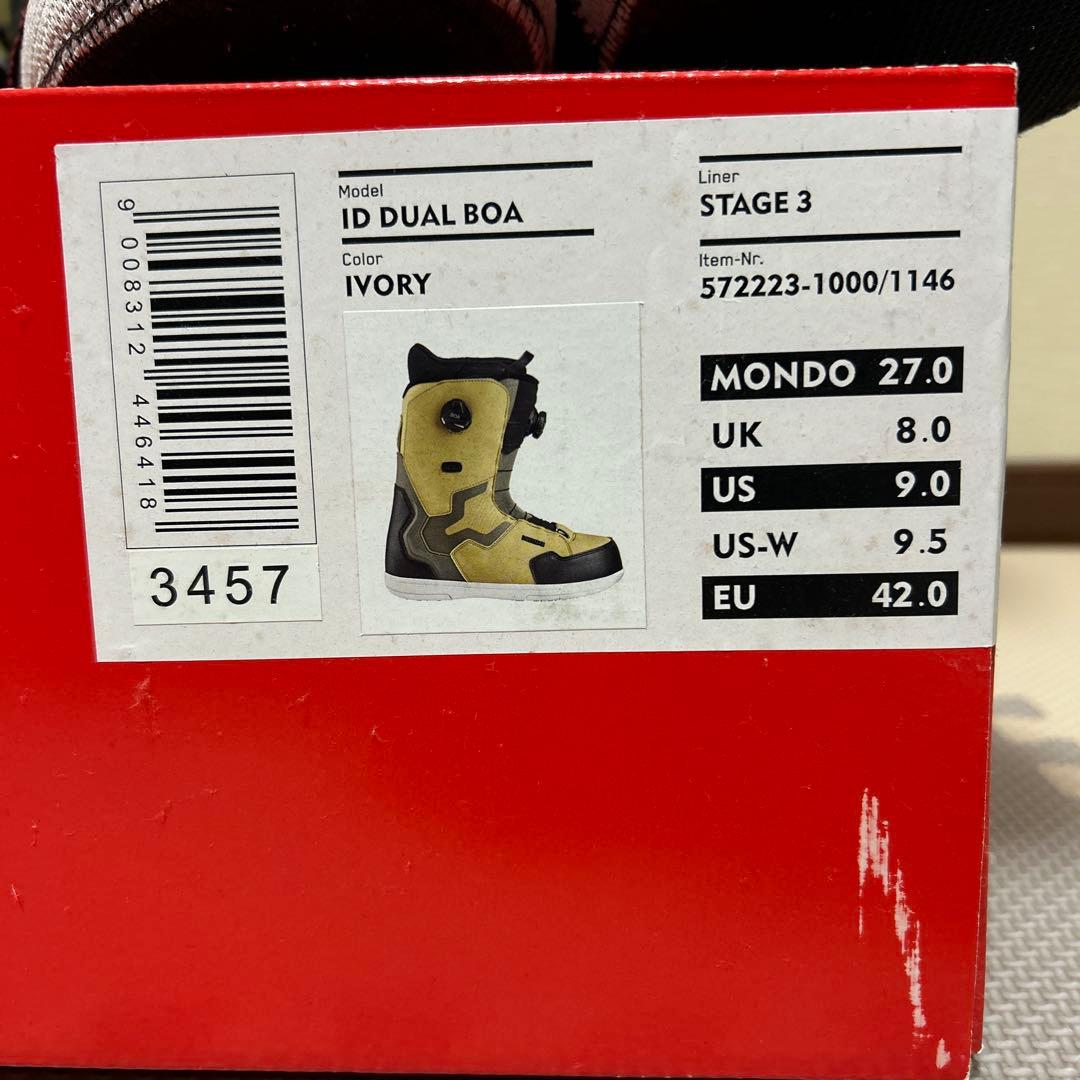 9 008312 446418
3457
Model
ID DUAL BOA
Color
IVORY
Liner
STAGE 3
Item-Nr.
572223-1000/1146
MONDO 27.0
UK 8.0
US 9.0
US-W 9.5
EU 42.0